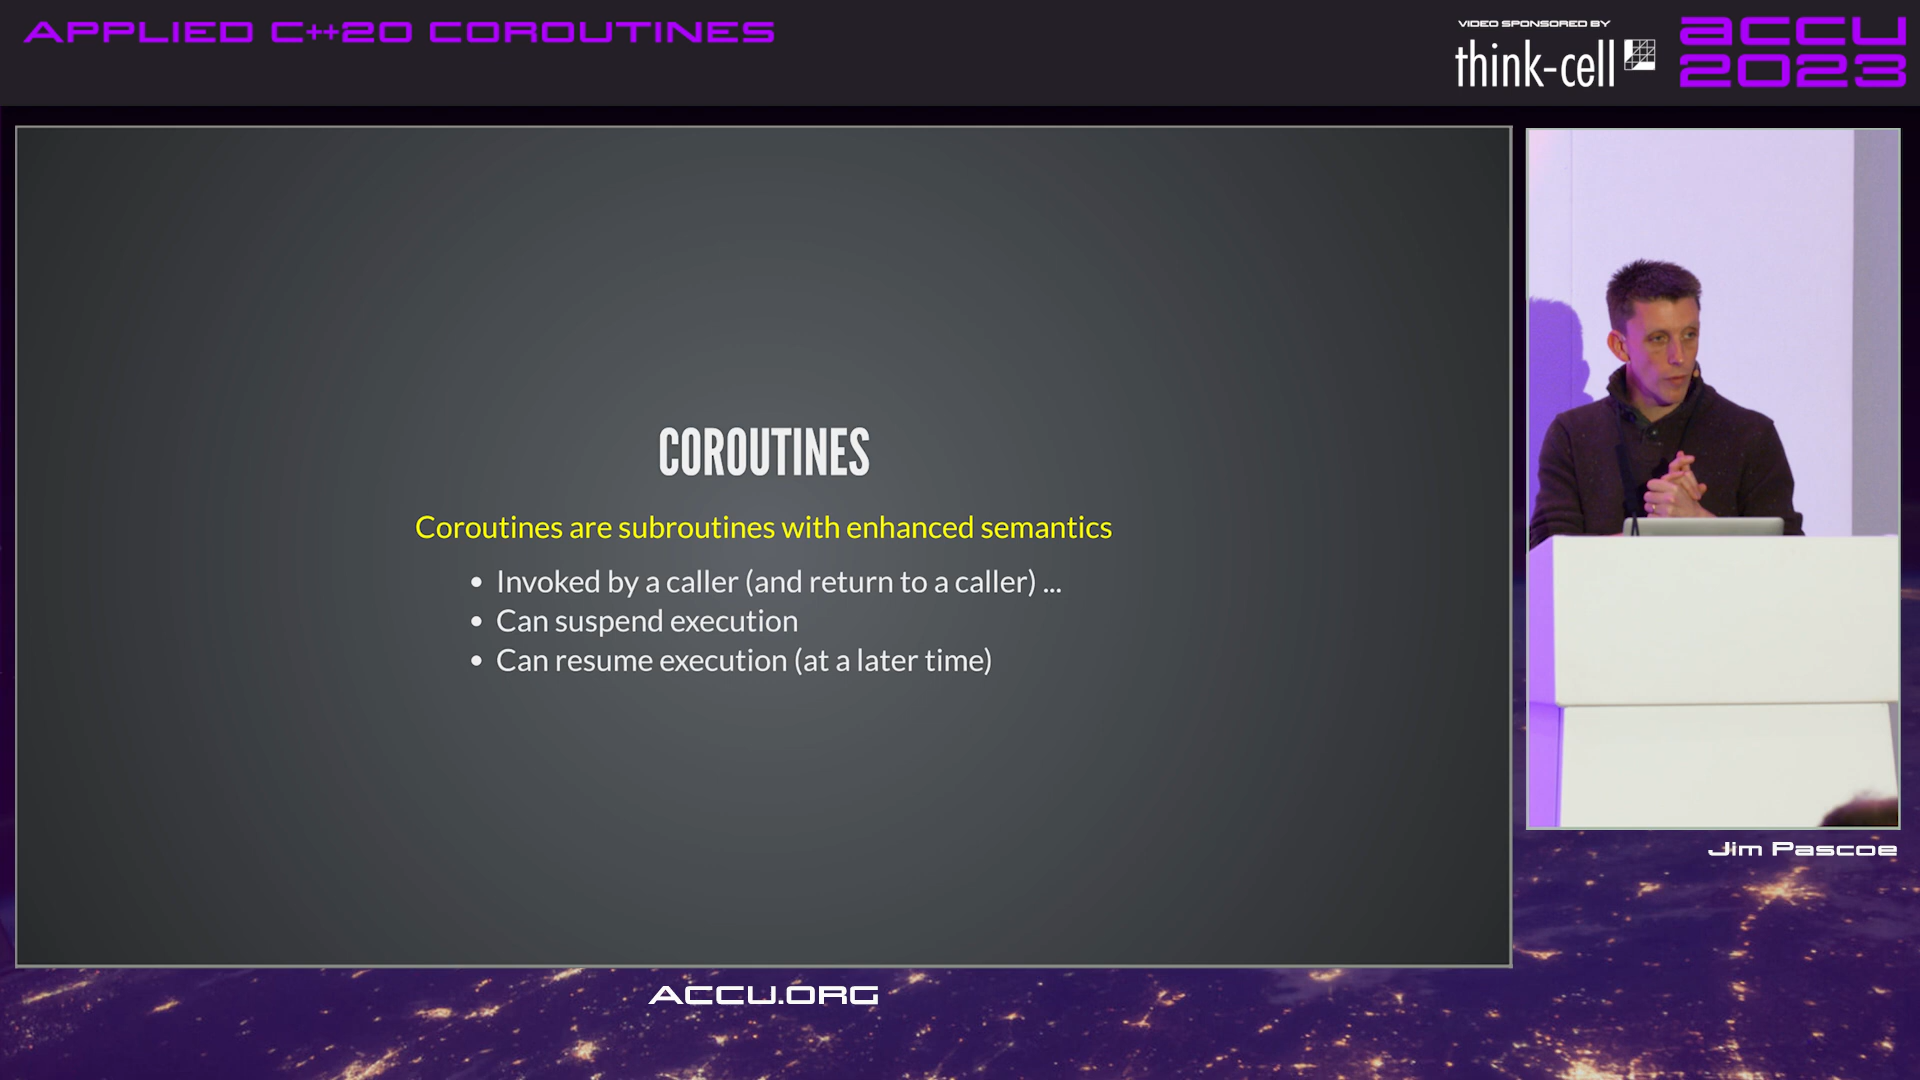 APPLIED C++20 COROUTINES
VIDEO SPONSORED BY
think-cell
accu
2023
COROUTINES
Coroutines are subroutines with enhanced semantics
Invoked by a caller (and return to a caller) ...
Can suspend execution
Can resume execution (at a later time)
Jim Pascoe
ACCU.ORG